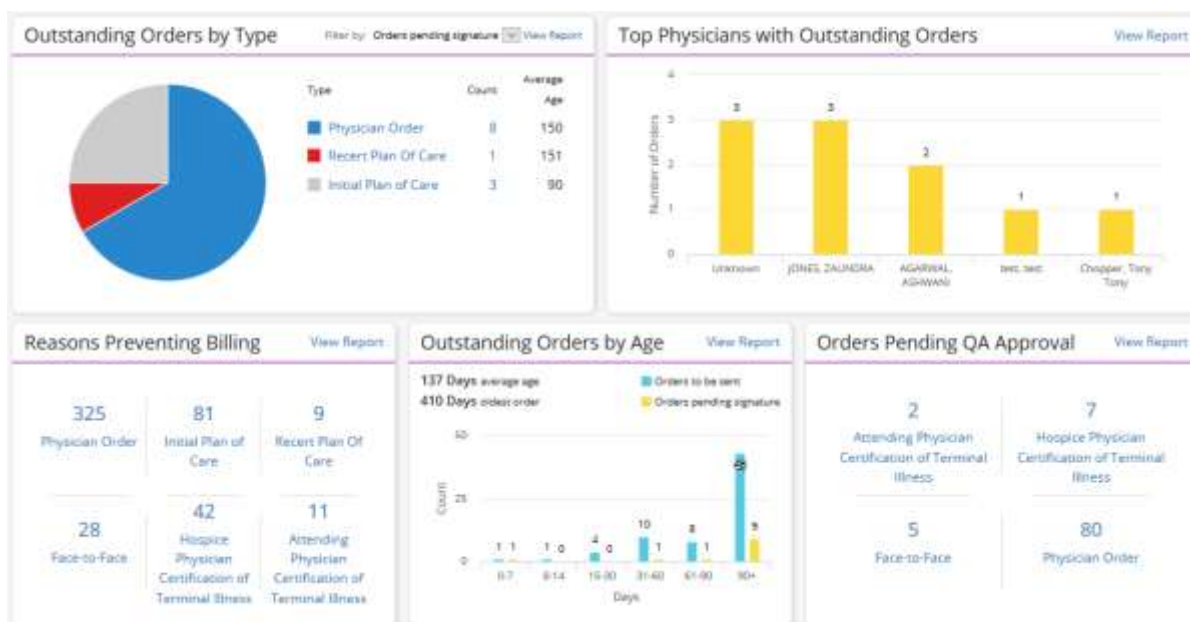 Outstanding Orders by Type
Filter by: Orders pending signature View Report
Type Count Average
Age
Physician Order 8 150
Recert Plan Of Care 1 151
Initial Plan of Care 3 90
Top Physicians with Outstanding Orders View Report
Number of Orders
4
3
2
1
0
3 3 2 1 1
Unknown JONES, ZAUNDRA AGARWAL, test, test Chopper, Tony
ASHWANI Tony
Reasons Preventing Billing View Report
325 81 9
Physician Order Initial Plan of Recert Plan Of
Care Care
28 42 11
Face-to-Face Hospice Attending
Physician Physician
Certification of Certification of
Terminal Illness Terminal Illness
Outstanding Orders by Age View Report
137 Days average age Orders to be sent
410 Days oldest order Orders pending signature
Count
50
25
0
1 1 1 0 4 0 10 1 8 1 9
0-7 8-14 15-30 31-60 61-90 90+
Days
Orders Pending QA Approval View Report
2 7
Attending Physician Hospice Physician
Certification of Terminal Certification of Terminal
Illness Illness
5 80
Face-to-Face Physician Order